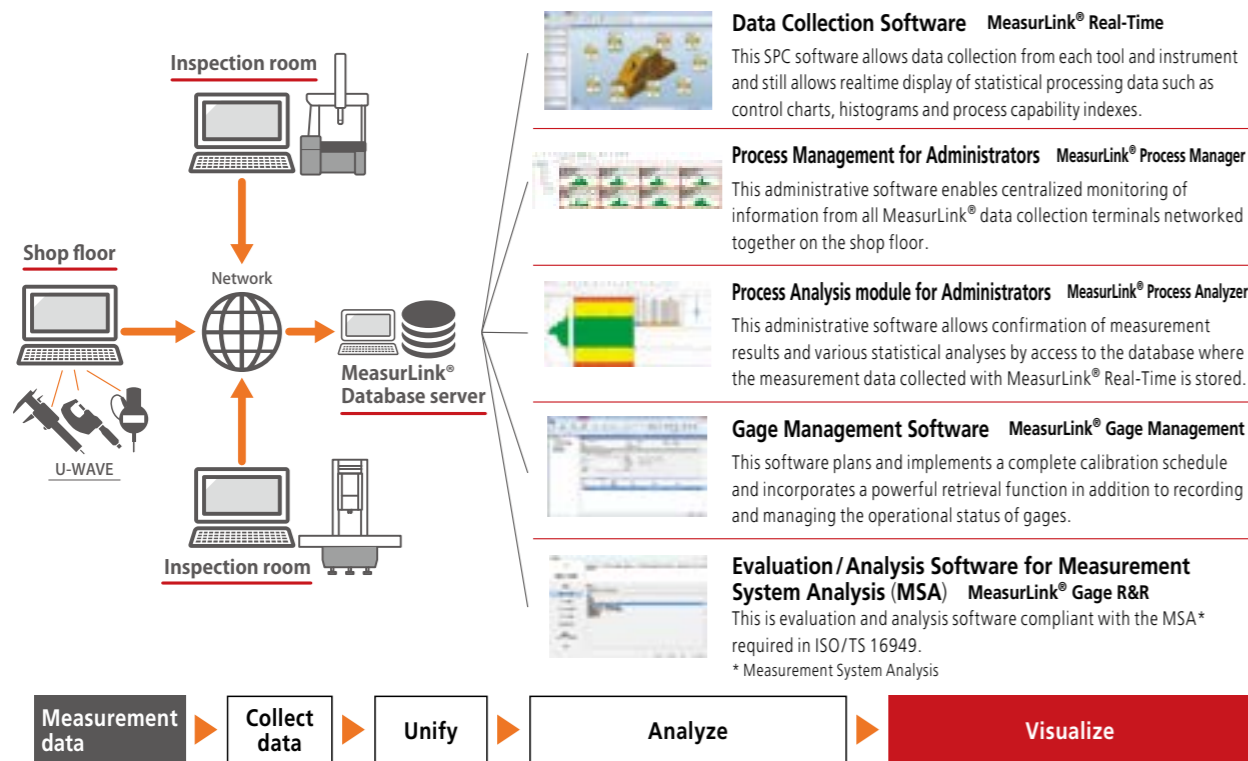 Inspection room
Shop floor
Network
U-WAVE
MeasurLink®
Database server
Inspection room
Data Collection Software MeasurLink® Real-Time
This SPC software allows data collection from each tool and instrument
and still allows realtime display of statistical processing data such as
control charts, histograms and process capability indexes.
Process Management for Administrators MeasurLink® Process Manager
This administrative software enables centralized monitoring of
information from all MeasurLink® data collection terminals networked
together on the shop floor.
Process Analysis module for Administrators MeasurLink® Process Analyzer
This administrative software allows confirmation of measurement
results and various statistical analyses by access to the database where
the measurement data collected with MeasurLink® Real-Time is stored.
Gage Management Software MeasurLink® Gage Management
This software plans and implements a complete calibration schedule
and incorporates a powerful retrieval function in addition to recording
and managing the operational status of gages.
Evaluation/Analysis Software for Measurement
System Analysis (MSA) MeasurLink® Gage R&R
This is evaluation and analysis software compliant with the MSA*
required in ISO/TS 16949.
* Measurement System Analysis
Measurement
data
Collect
data
Unify
Analyze
Visualize